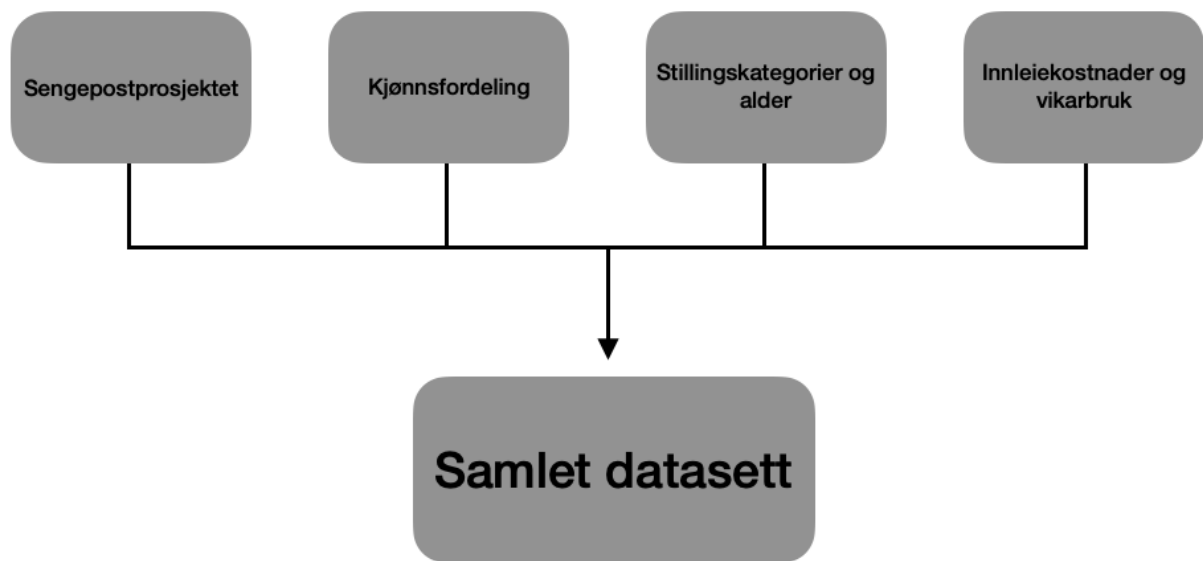 Sengepostprosjektet
Kjønnsfordeling
Stillingskategorier og
alder
Innleiekostnader og
vikarbruk
Samlet datasett